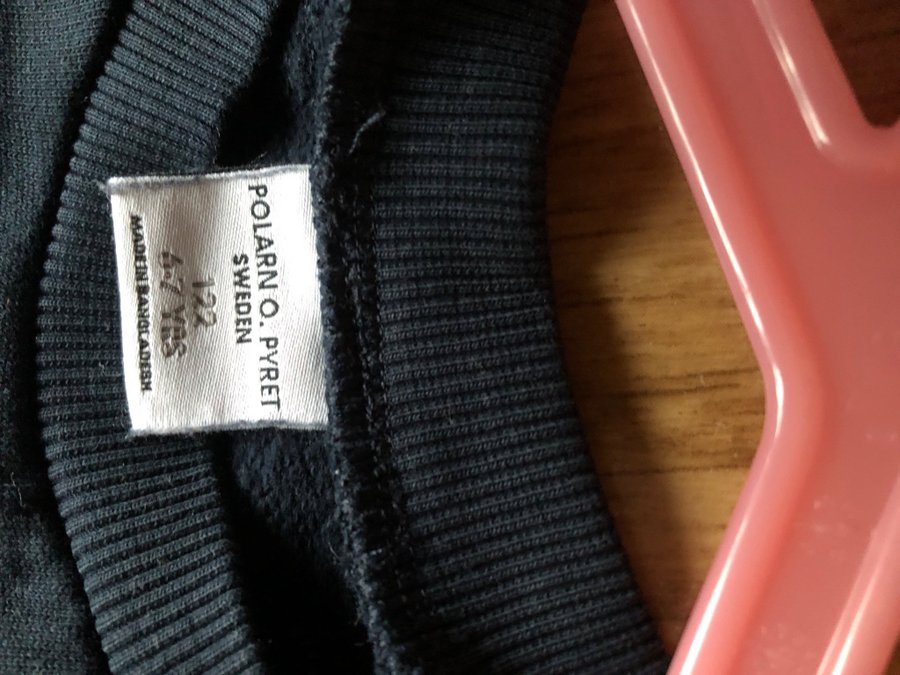 POLARN O. PYRET
SWEDEN
122
6-7 YRS
MADE IN BANGLADESH